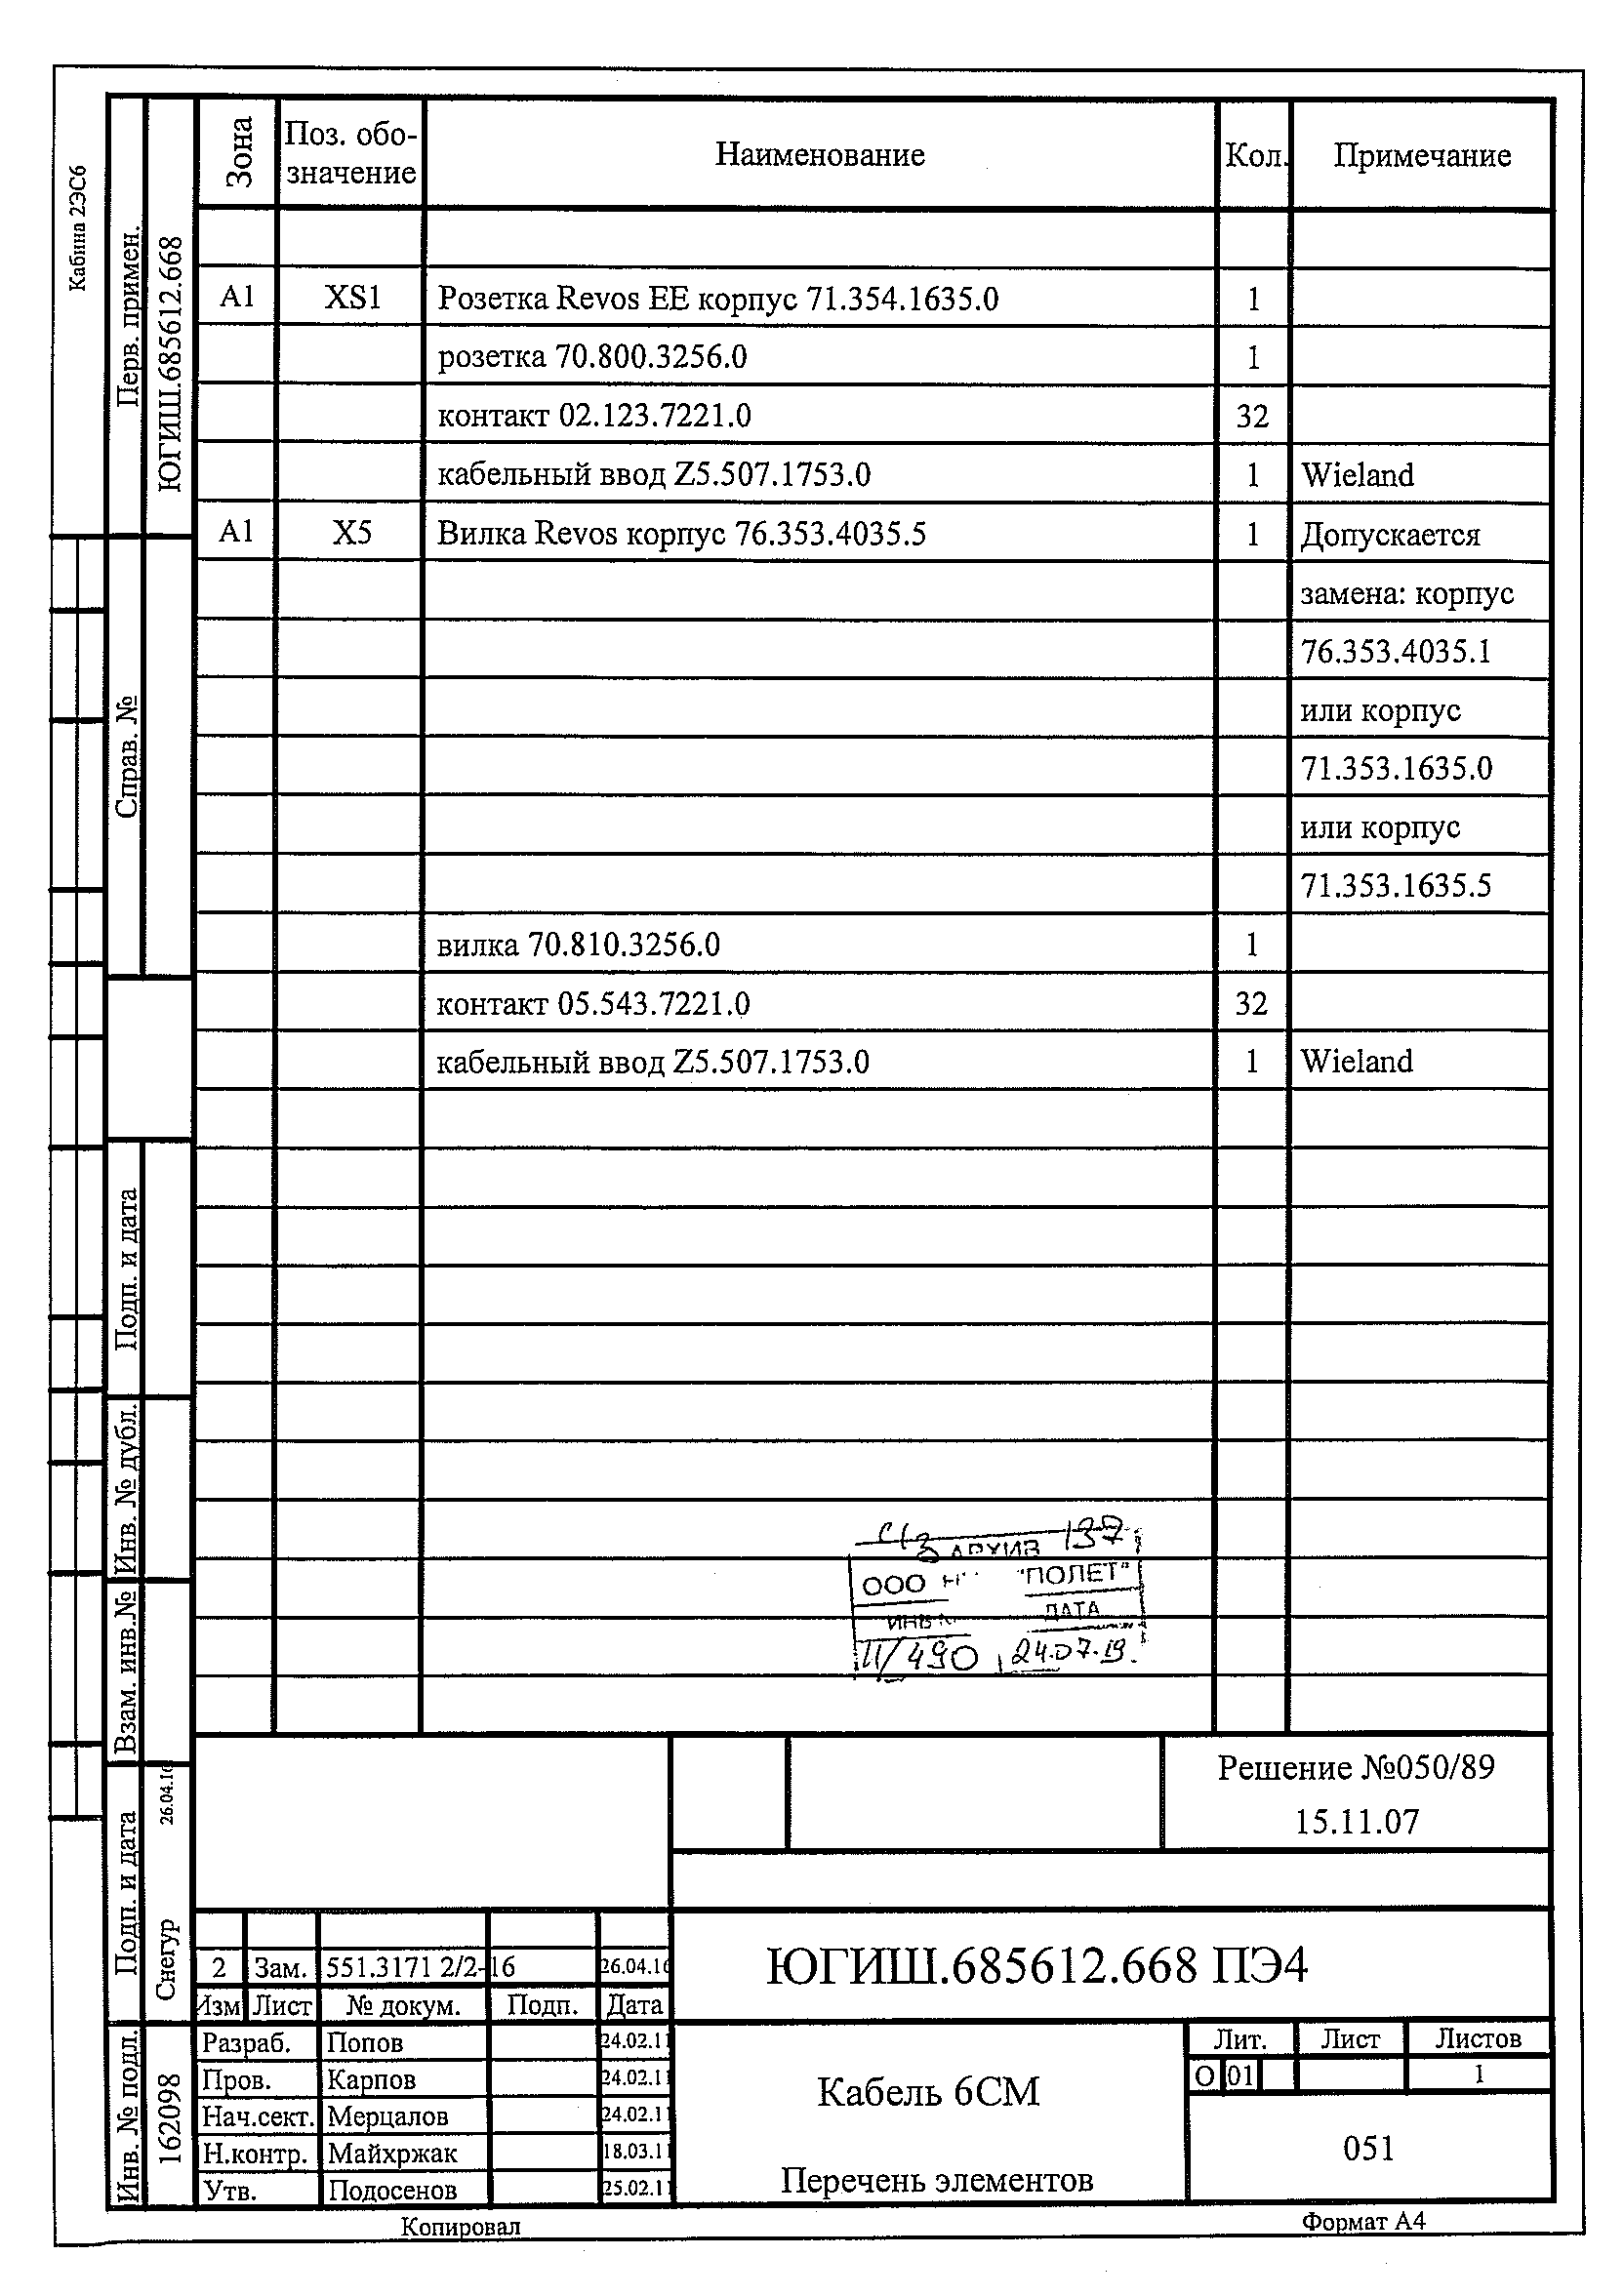 Кабина 2ЭС6
Перв. примен.
ЮГИШ.685612.668
Справ. №
Подп. и дата
Инв. № дубл.
Взам. инв.№
Подп. и дата
Снегур 26.04.16
Инв. № подл.
162098
Зона Поз. обо-значение Наименование Кол. Примечание
А1 XS1 Розетка Revos EE корпус 71.354.1635.0 1
розетка 70.800.3256.0 1
контакт 02.123.7221.0 32
кабельный ввод Z5.507.1753.0 1 Wieland
А1 X5 Вилка Revos корпус 76.353.4035.5 1 Допускается
замена: корпус
76.353.4035.1
или корпус
71.353.1635.0
или корпус
71.353.1635.5
вилка 70.810.3256.0 1
контакт 05.543.7221.0 32
кабельный ввод Z5.507.1753.0 1 Wieland
137
АРХИВ
ООО "ПОЛЕТ"
ДАТА
11/490 24.07.19.
Решение №050/89
15.11.07
2 Зам. 551.3171 2/2-16 26.04.16
Изм Лист № докум. Подп. Дата
ЮГИШ.685612.668 ПЭ4
Разраб. Попов 24.02.11
Пров. Карпов 24.02.11
Нач.сект. Мерцалов 24.02.11
Н.контр. Майхржак 18.03.11
Утв. Подосенов 25.02.11
Кабель 6СМ
Перечень элементов
Лит. Лист Листов
О 01 1
051
Копировал
Формат А4